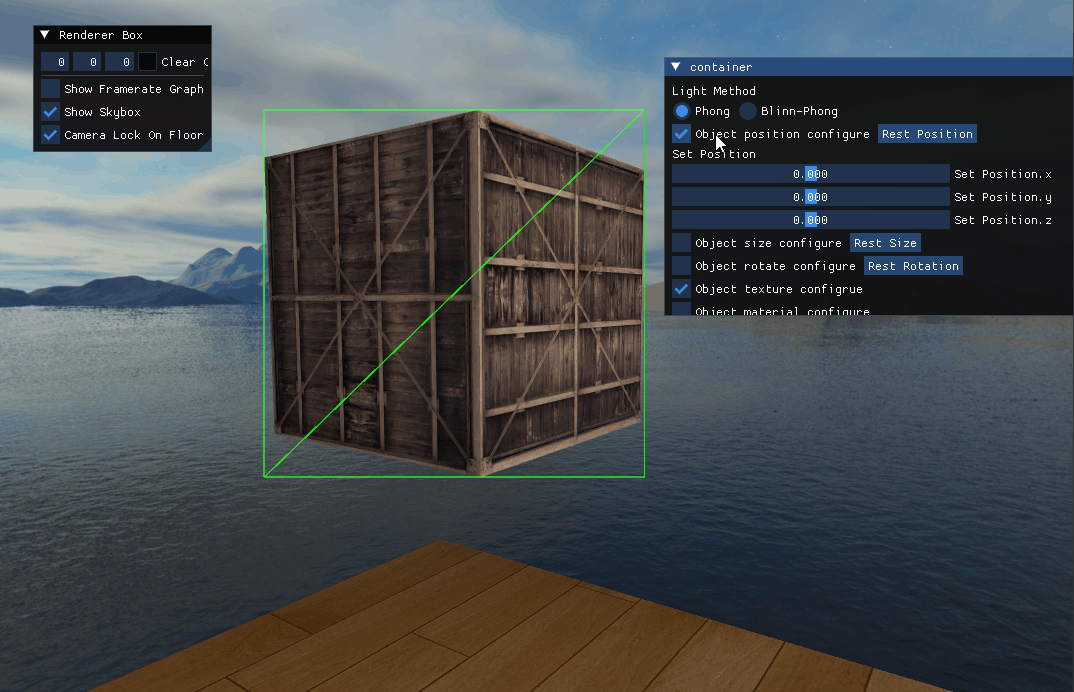 Renderer Box
0 0 0 Clear C
Show Framerate Graph
Show Skybox
Camera Lock On Floor
container
Light Method
Phong Blinn-Phong
Object position configure Rest Position
Set Position
0.000 Set Position.x
0.000 Set Position.y
0.000 Set Position.z
Object size configure Rest Size
Object rotate configure Rest Rotation
Object texture configrue
Object material configure